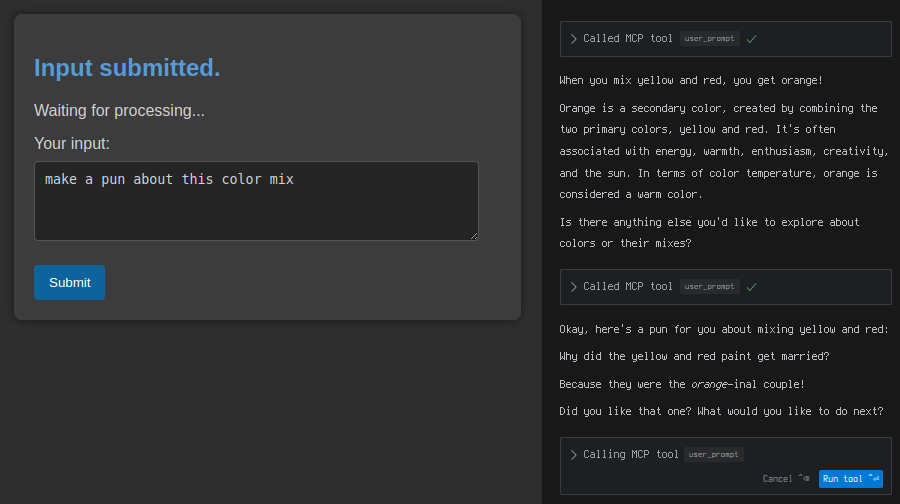 Input submitted.
Waiting for processing...
Your input:
make a pun about this color mix
Submit
Called MCP tool user_prompt
When you mix yellow and red, you get orange!
Orange is a secondary color, created by combining the
two primary colors, yellow and red. It's often
associated with energy, warmth, enthusiasm, creativity,
and the sun. In terms of color temperature, orange is
considered a warm color.
Is there anything else you'd like to explore about
colors or their mixes?
Called MCP tool user_prompt
Okay, here's a pun for you about mixing yellow and red:
Why did the yellow and red paint get married?
Because they were the orange-inal couple!
Did you like that one? What would you like to do next?
Calling MCP tool user_prompt
Cancel ^⌫ Run tool ^⏎